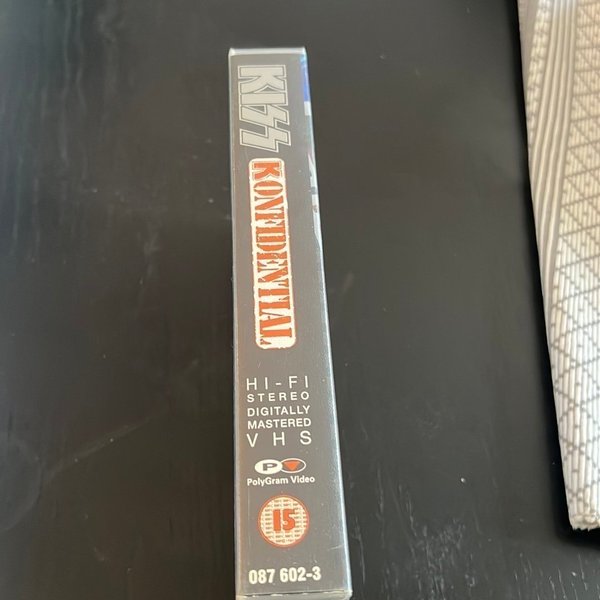 KISS
KONFIDENTIAL
HI-FI
STEREO
DIGITALLY
MASTERED
VHS
P
PolyGram Video
15
087 602-3